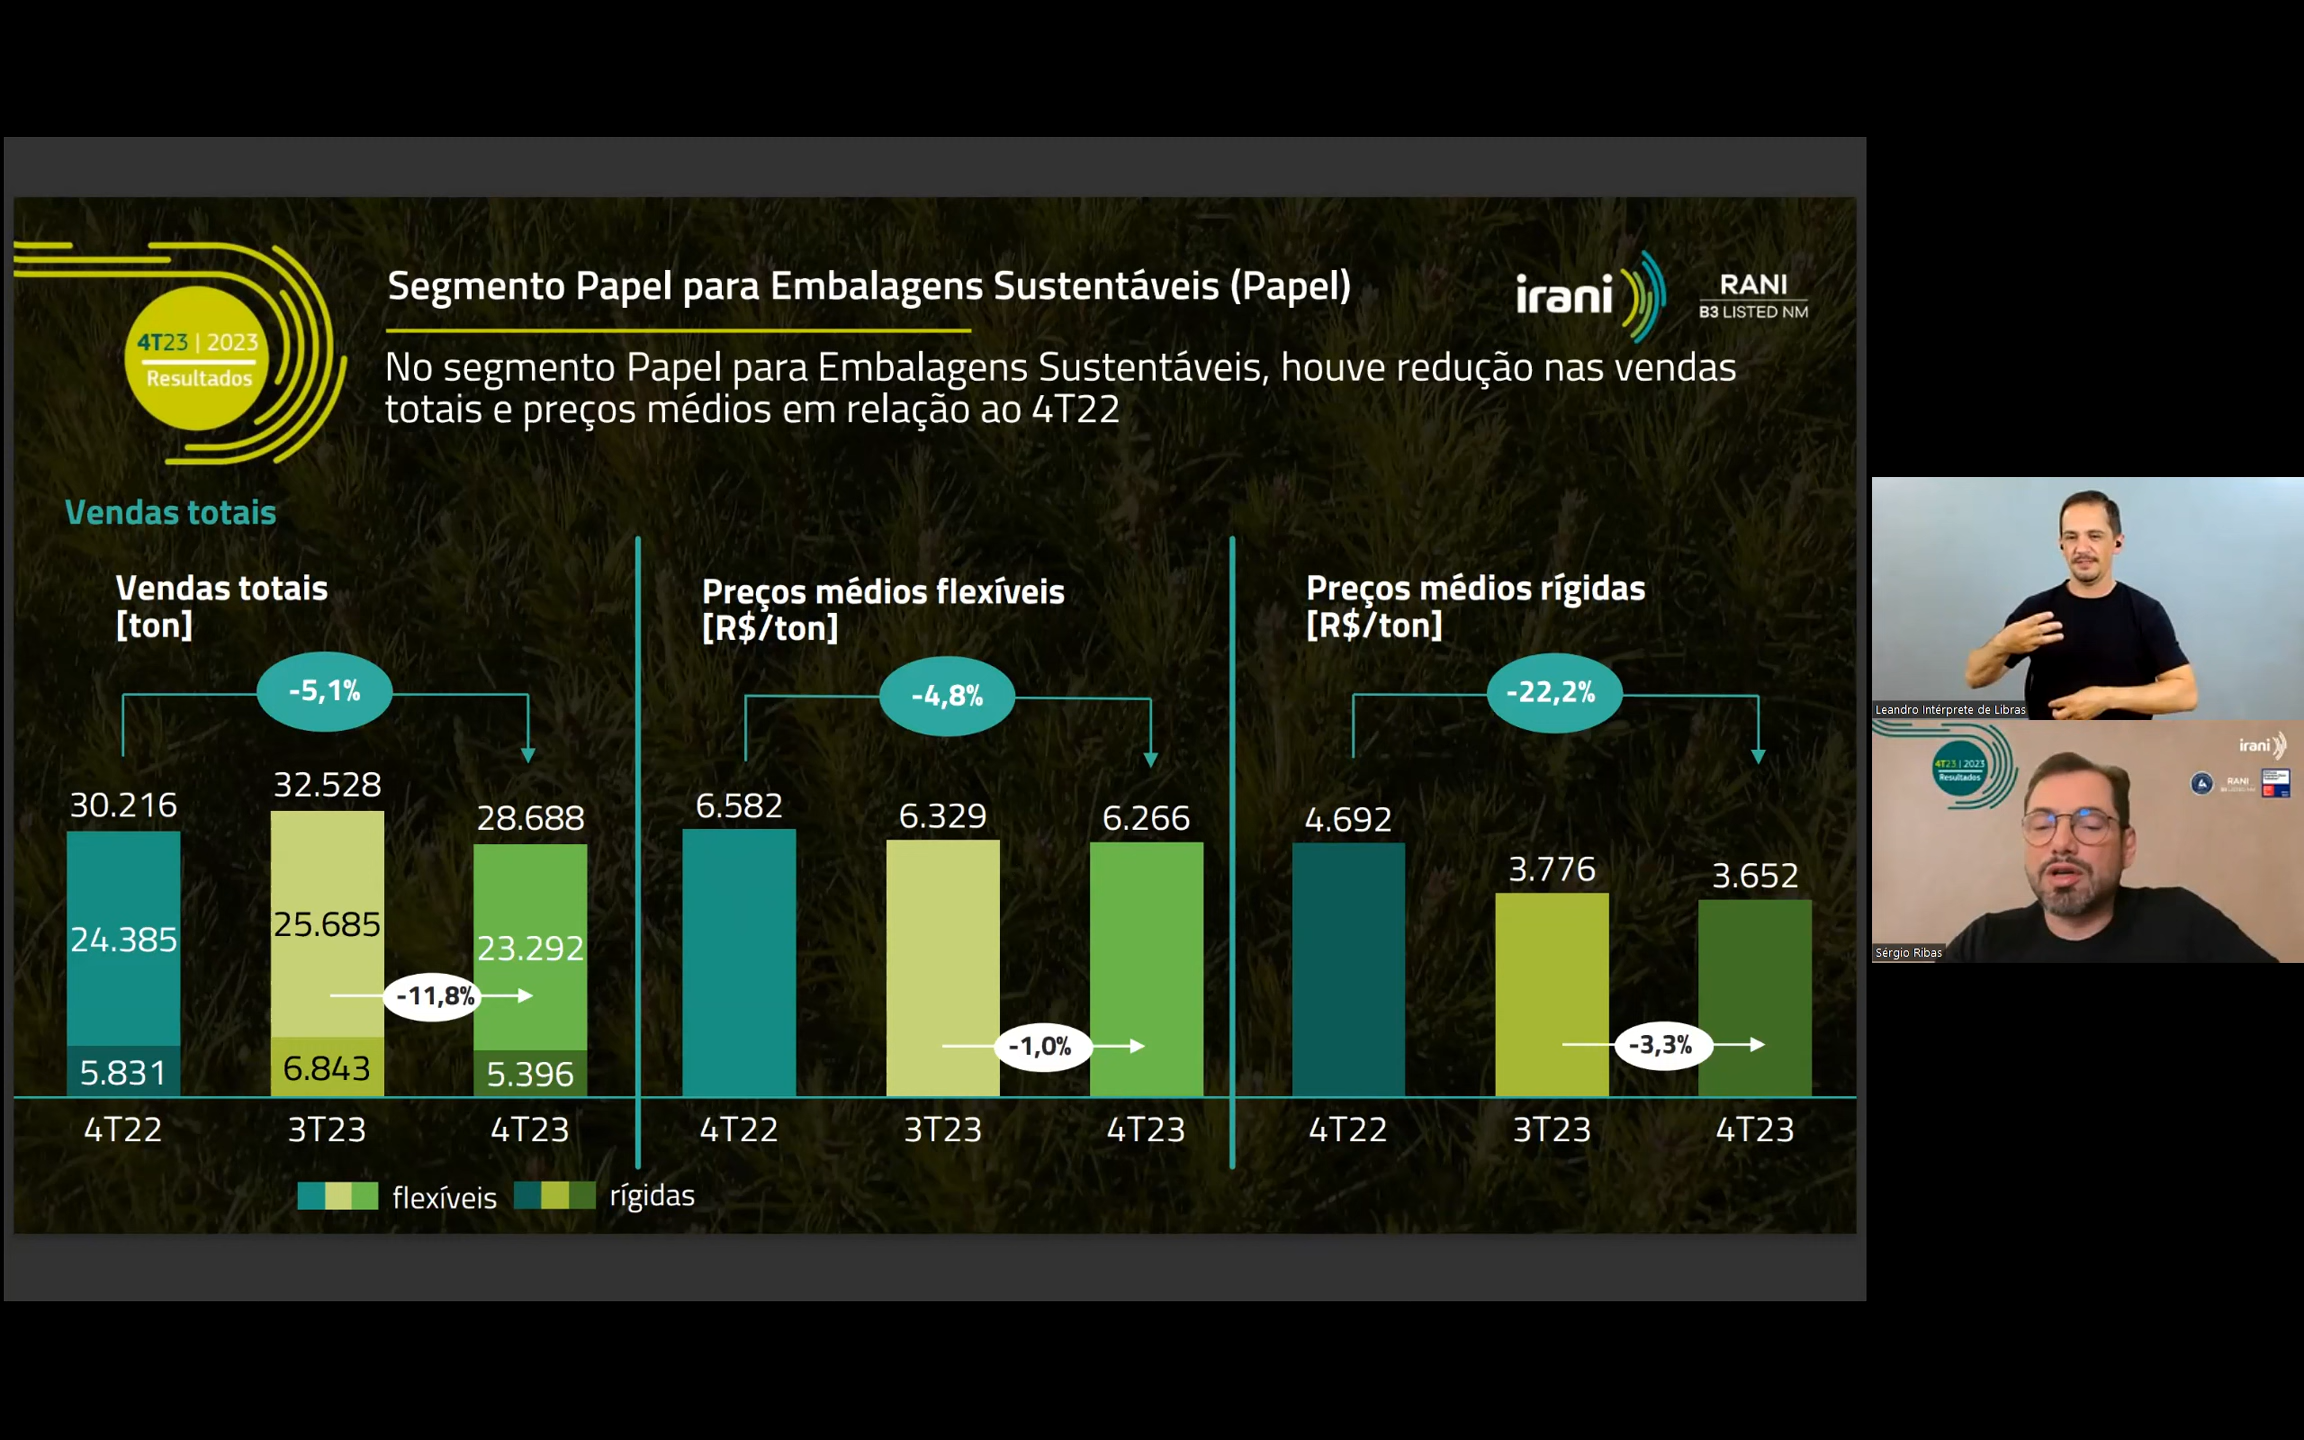 4T23 | 2023
Resultados
Segmento Papel para Embalagens Sustentáveis (Papel)
irani
RANI
B3 LISTED NM
No segmento Papel para Embalagens Sustentáveis, houve redução nas vendas
totais e preços médios em relação ao 4T22
Vendas totais
Vendas totais
[ton]
-5,1%
30.216
32.528
28.688
24.385
25.685
23.292
-11,8%
5.831
6.843
5.396
4T22
3T23
4T23
flexíveis
rígidas
Preços médios flexíveis
[R$/ton]
-4,8%
6.582
6.329
6.266
-1,0%
4T22
3T23
4T23
Preços médios rígidas
[R$/ton]
-22,2%
4.692
3.776
3.652
-3,3%
4T22
3T23
4T23
Leandro Intérprete de Libras
4T23 | 2023
Resultados
irani
RANI
Sérgio Ribas